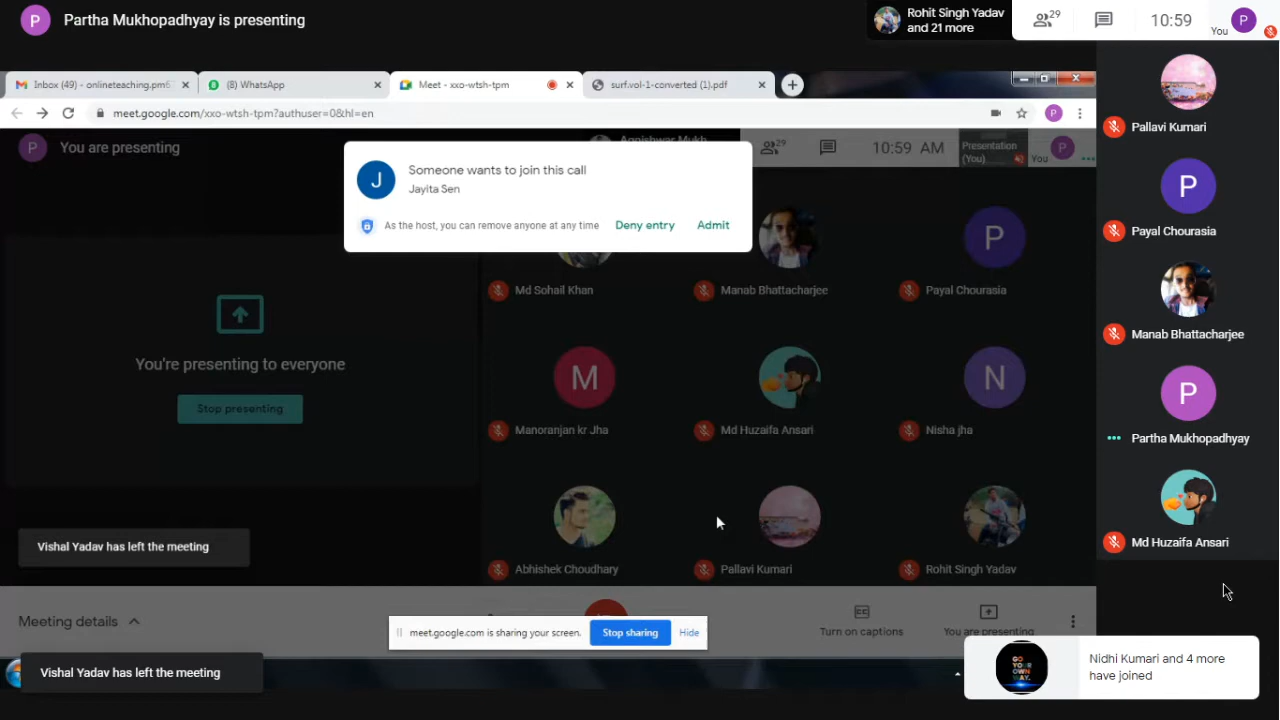 P
Partha Mukhopadhyay is presenting
Rohit Singh Yadav
and 21 more
29
10:59
You
P
Inbox (49) - onlineteaching.pm6
(8) WhatsApp
Meet - xxo-wtsh-tpm
surf.vol-1-converted (1).pdf
meet.google.com/xxo-wtsh-tpm?authuser=0&hl=en
P
P
You are presenting
29
10:59 AM
Presentation
(You)
You
P
J
Someone wants to join this call
Jayita Sen
As the host, you can remove anyone at any time
Deny entry
Admit
You're presenting to everyone
Stop presenting
P
Md Sohail Khan
Manab Bhattacharjee
Payal Chourasia
M
N
Manoranjan kr Jha
Md Huzaifa Ansari
Nisha jha
Abhishek Choudhary
Pallavi Kumari
Rohit Singh Yadav
Vishal Yadav has left the meeting
Meeting details
meet.google.com is sharing your screen.
Stop sharing
Hide
Turn on captions
You are presenting
Vishal Yadav has left the meeting
Pallavi Kumari
P
Payal Chourasia
Manab Bhattacharjee
P
Partha Mukhopadhyay
Md Huzaifa Ansari
GO
YOUR
OWN
WAY.
Nidhi Kumari and 4 more
have joined